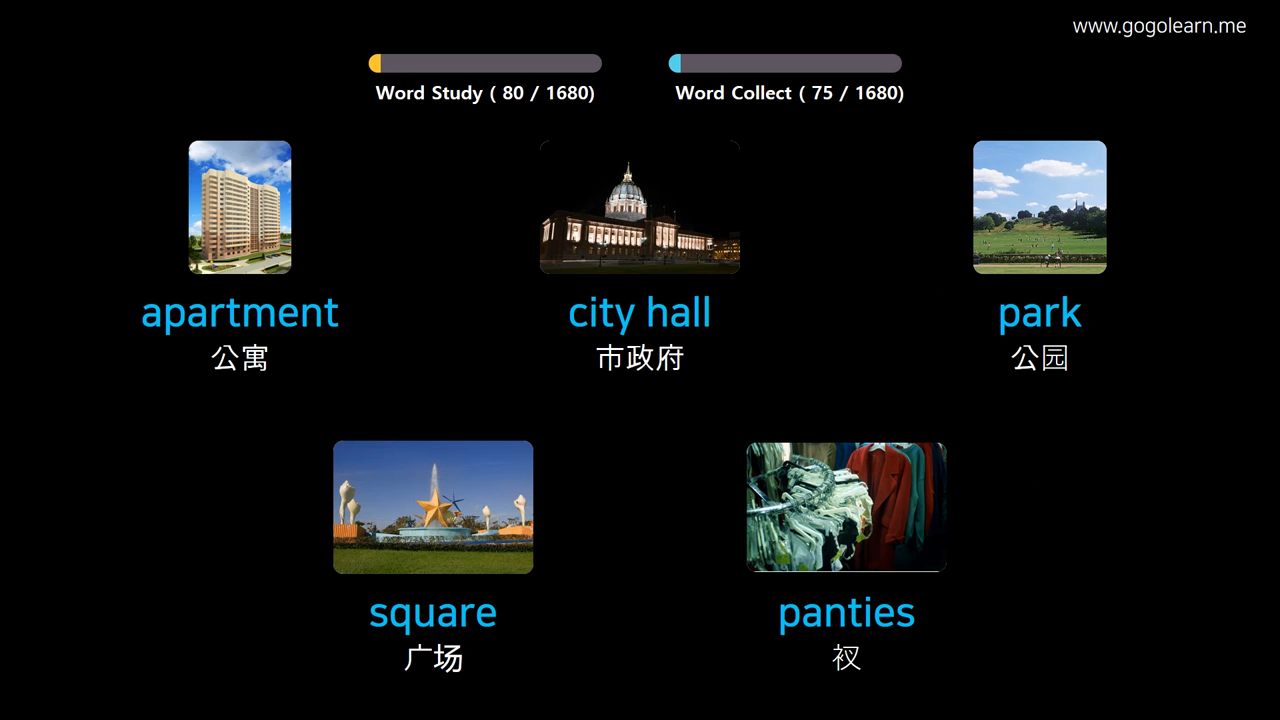 www.gogolearn.me
Word Study ( 80 / 1680)
Word Collect ( 75 / 1680)
apartment
公寓
city hall
市政府
park
公园
square
广场
panties
衩